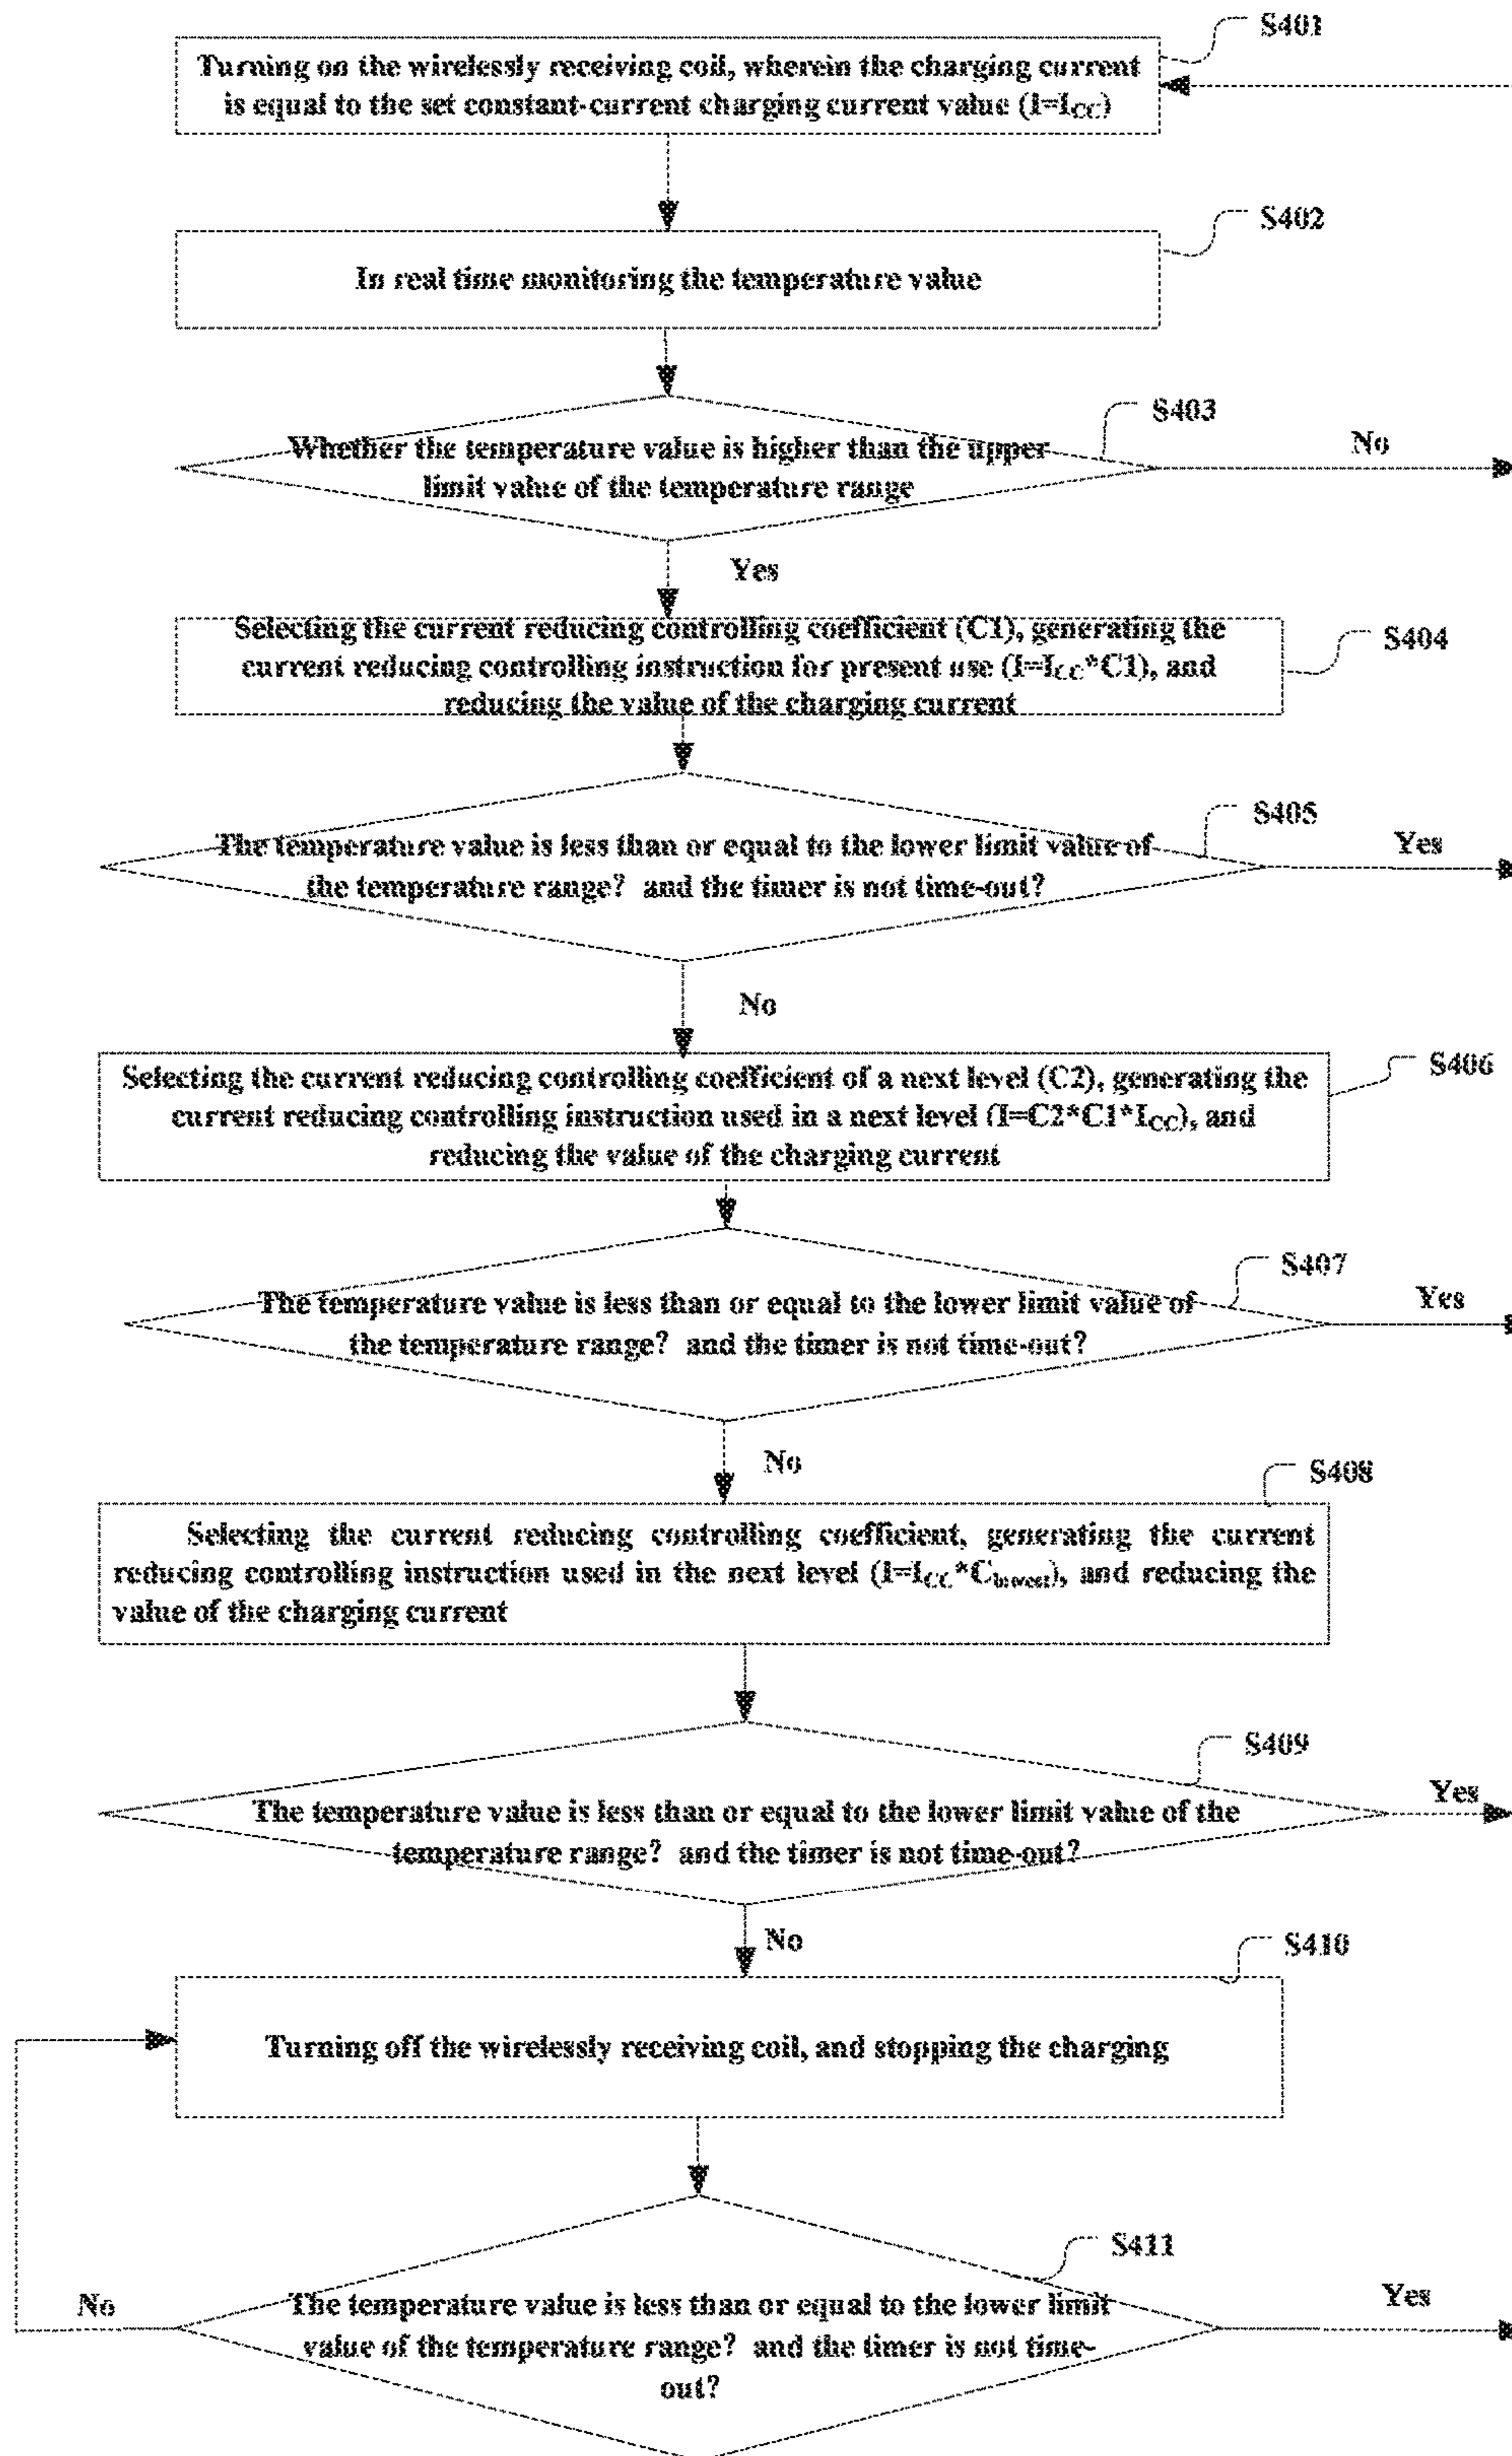 S401
Turning on the wirelessly receiving coil, wherein the charging current
is equal to the set constant-current charging current value (I=ICC)
S402
In real time monitoring the temperature value
S403
Whether the temperature value is higher than the upper
limit value of the temperature range
No
Yes
Selecting the current reducing controlling coefficient (C1), generating the
current reducing controlling instruction for present use (I=ICC*C1), and
reducing the value of the charging current
S404
S405
The temperature value is less than or equal to the lower limit value of
the temperature range? and the timer is not time-out?
Yes
No
S406
Selecting the current reducing controlling coefficient of a next level (C2), generating the
current reducing controlling instruction used in a next level (I=C2*C1*ICC), and
reducing the value of the charging current
S407
The temperature value is less than or equal to the lower limit value of
the temperature range? and the timer is not time-out?
Yes
No
S408
Selecting the current reducing controlling coefficient, generating the current
reducing controlling instruction used in the next level (I=ICC*Clowest), and reducing the
value of the charging current
S409
The temperature value is less than or equal to the lower limit value of the
temperature range? and the timer is not time-out?
Yes
No
S410
Turning off the wirelessly receiving coil, and stopping the charging
S411
The temperature value is less than or equal to the lower limit
value of the temperature range? and the timer is not time-
out?
No
Yes